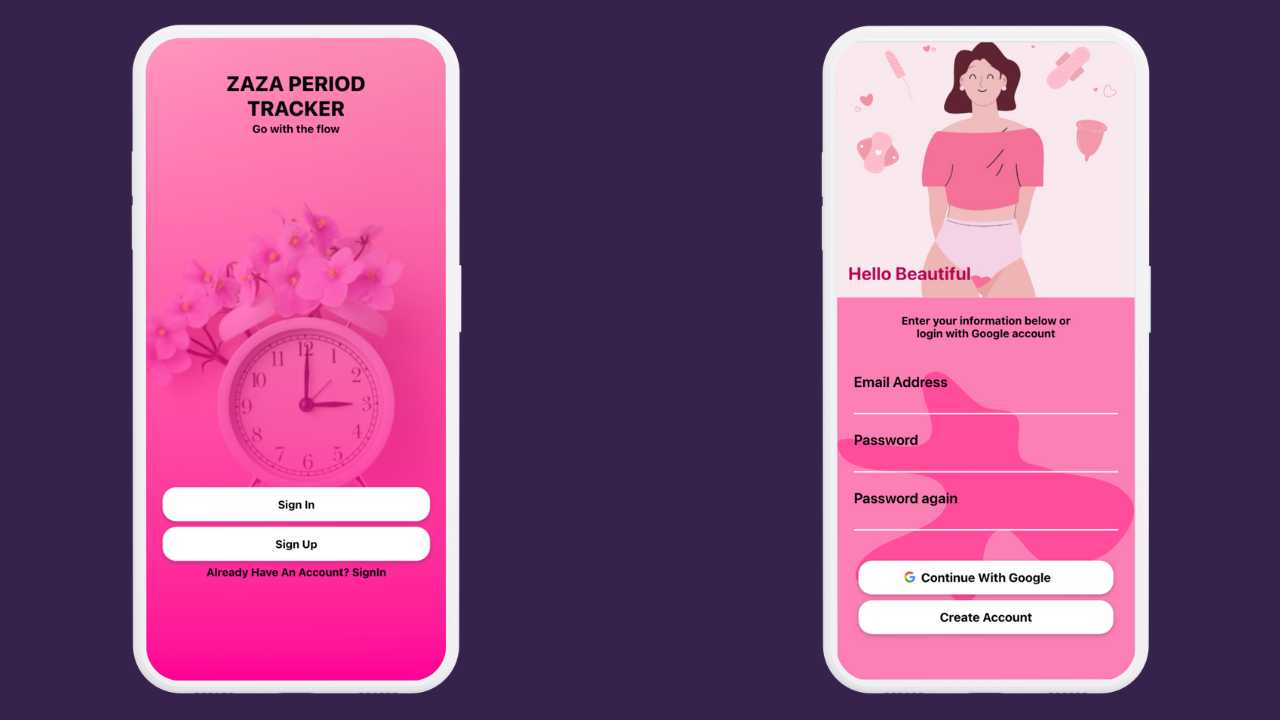 ZAZA PERIOD
TRACKER
Go with the flow
11
12
1
10
2
9
3
8
4
7
6
5
Sign In
Sign Up
Already Have An Account? SignIn
Hello Beautiful
Enter your information below or
login with Google account
Email Address
Password
Password again
G Continue With Google
Create Account